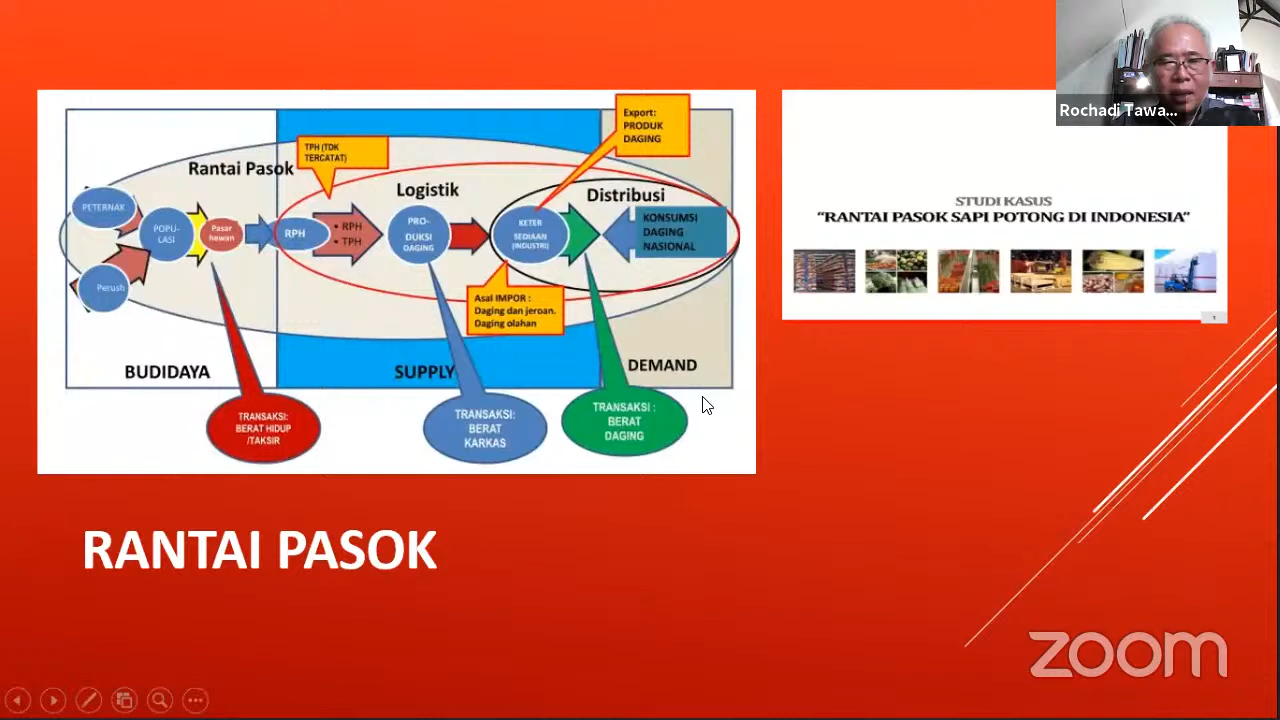 Rochadi Tawa...
Export:
PRODUK
DAGING
TPH (TDK
TERCATAT)
Rantai Pasok
Logistik
Distribusi
PETERNAK
POPU-
LASI
Pasar
hewan
RPH
• RPH
• TPH
PRO-
DUKSI
DAGING
KETER
SEDIAAN
(INDUSTRI)
KONSUMSI
DAGING
NASIONAL
Perush
Asal IMPOR :
Daging dan jeroan.
Daging olahan
BUDIDAYA
SUPPLY
DEMAND
TRANSAKSI:
BERAT HIDUP
/TAKSIR
TRANSAKSI:
BERAT
KARKAS
TRANSAKSI :
BERAT
DAGING
STUDI KASUS
“RANTAI PASOK SAPI POTONG DI INDONESIA”
RANTAI PASOK
zoom